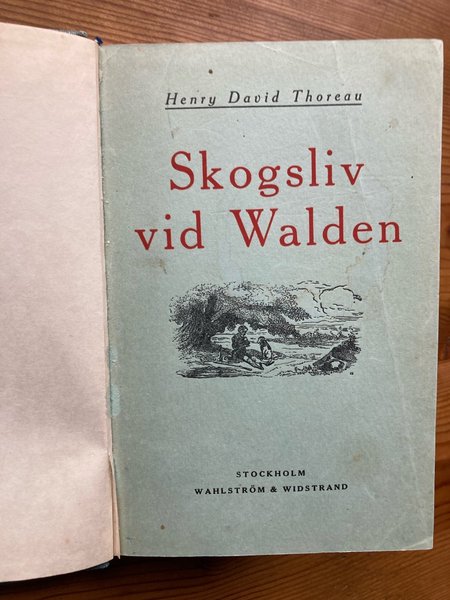 Henry David Thoreau
Skogsliv
vid Walden
STOCKHOLM
WAHLSTRÖM & WIDSTRAND